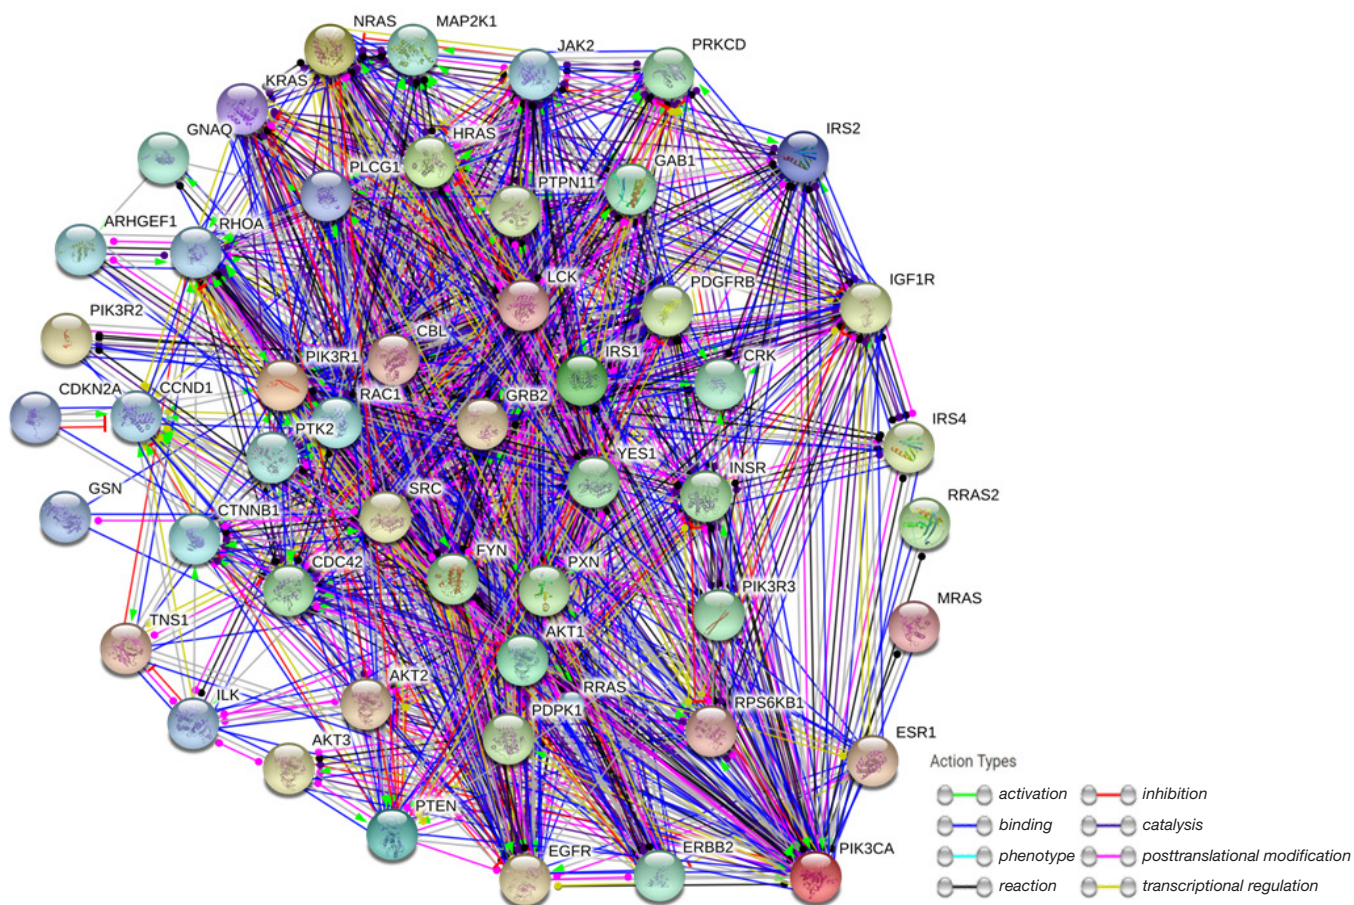 NRAS
MAP2K1
JAK2
PRKCD
KRAS
IRS2
GNAQ
HRAS
PLCG1
GAB1
PTPN11
ARHGEF1
RHOA
LCK
PDGFRB
IGF1R
PIK3R2
CBL
PIK3R1
IRS1
CRK
CDKN2A
CCND1
RAC1
GRB2
IRS4
PTK2
YES1
INSR
GSN
SRC
RRAS2
CTNNB1
CDC42
FYN
PXN
PIK3R3
MRAS
TNS1
AKT1
AKT2
RRAS
ILK
PDPK1
RPS6KB1
ESR1
AKT3
PTEN
EGFR
ERBB2
PIK3CA
Action Types
activation
inhibition
binding
catalysis
phenotype
posttranslational modification
reaction
transcriptional regulation